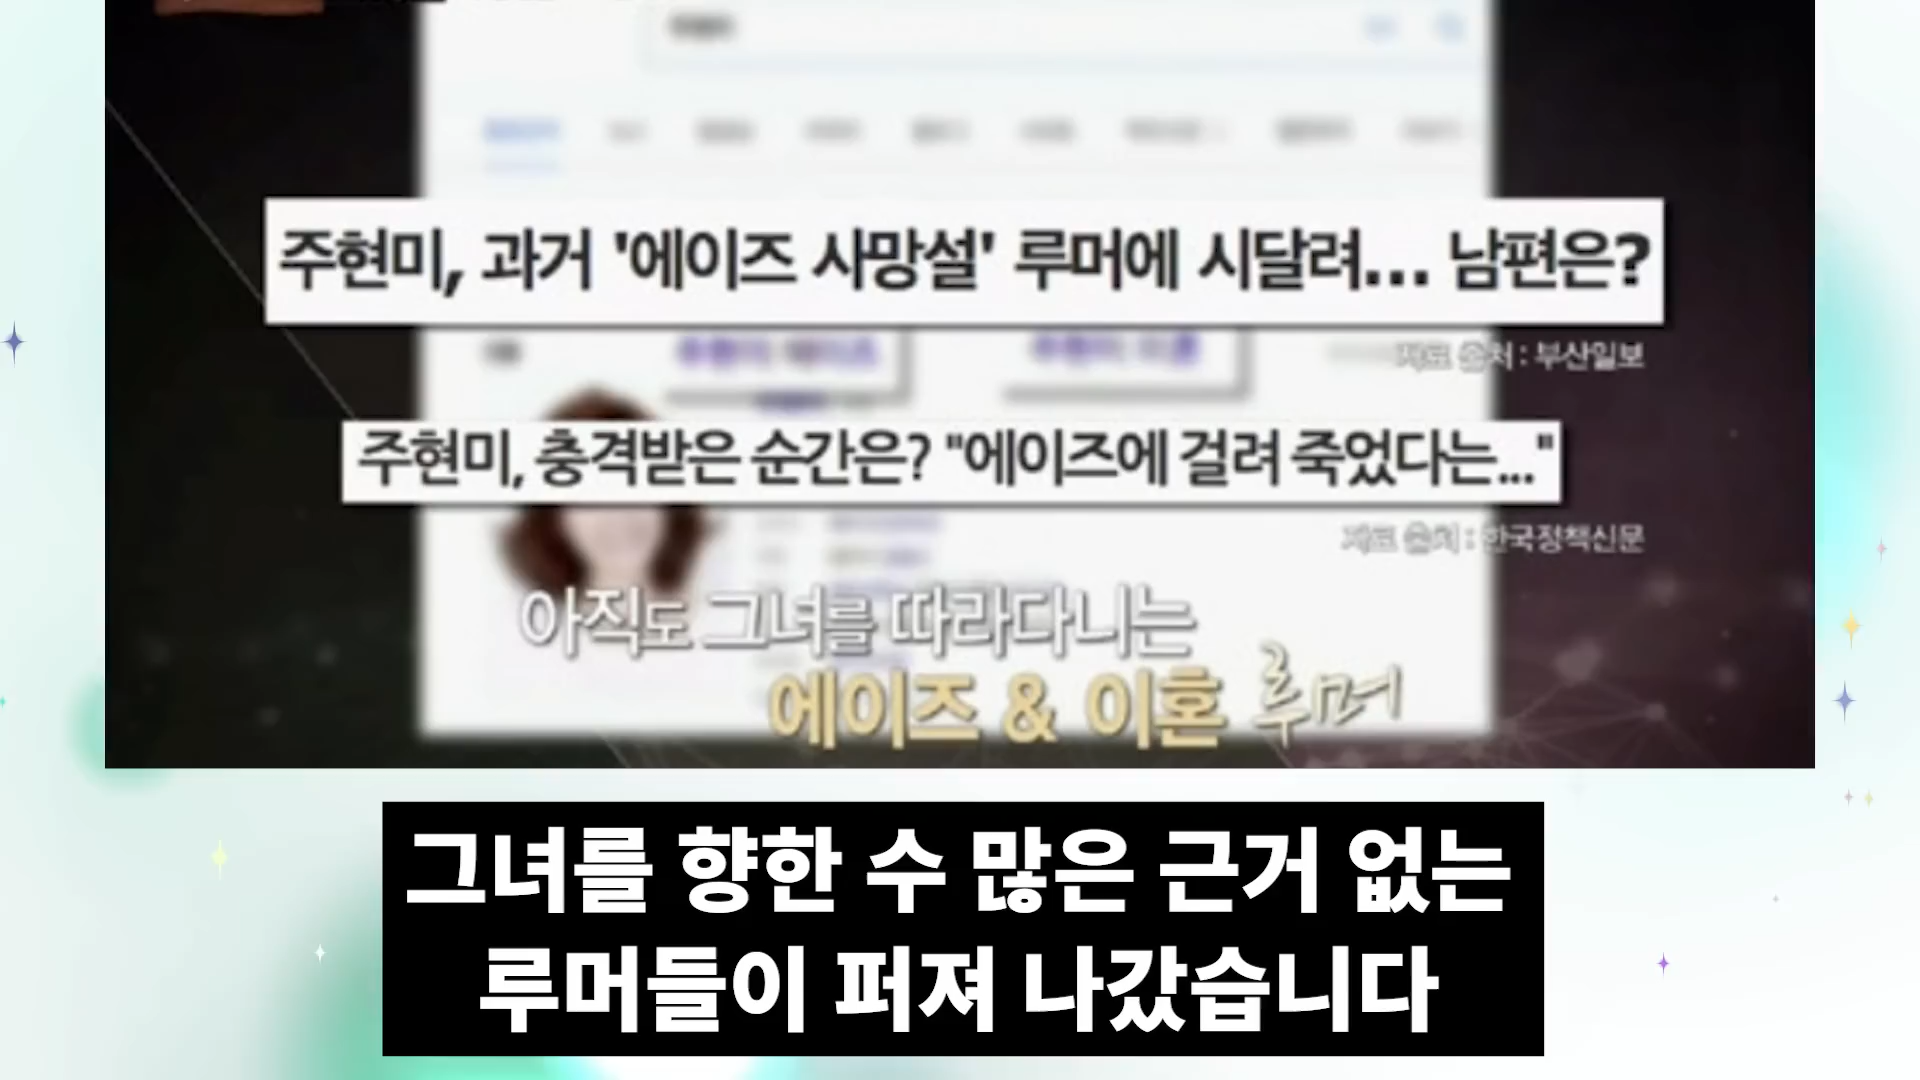 주현미, 과거 '에이즈 사망설' 루머에 시달려... 남편은?
자료 출처 : 부산일보
주현미, 충격받은 순간은? "에이즈에 걸려 죽었다는..."
자료 출처 : 한국정책신문
아직도 그녀를 따라다니는
에이즈 & 이혼 루머
그녀를 향한 수 많은 근거 없는
루머들이 퍼져 나갔습니다